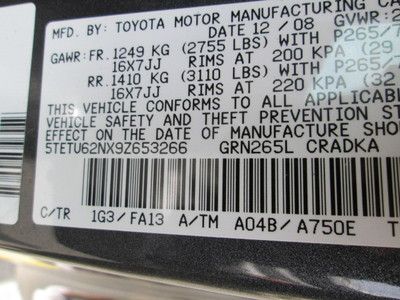 MFD. BY: TOYOTA MOTOR MANUFACTURING CA
DATE 12 / 08 GVWR:
GAWR: FR. 1249 KG (2755 LBS) WITH P265/
16X7JJ RIMS AT 200 KPA (29
RR. 1410 KG (3110 LBS) WITH P265/
16X7JJ RIMS AT 220 KPA (32
THIS VEHICLE CONFORMS TO ALL APPLICABLE
VEHICLE SAFETY AND THEFT PREVENTION ST
EFFECT ON THE DATE OF MANUFACTURE SHO
5TETU62NX9Z653266 GRN265L CRADKA
C/TR 1G3 / FA13 A/TM A04B / A750E